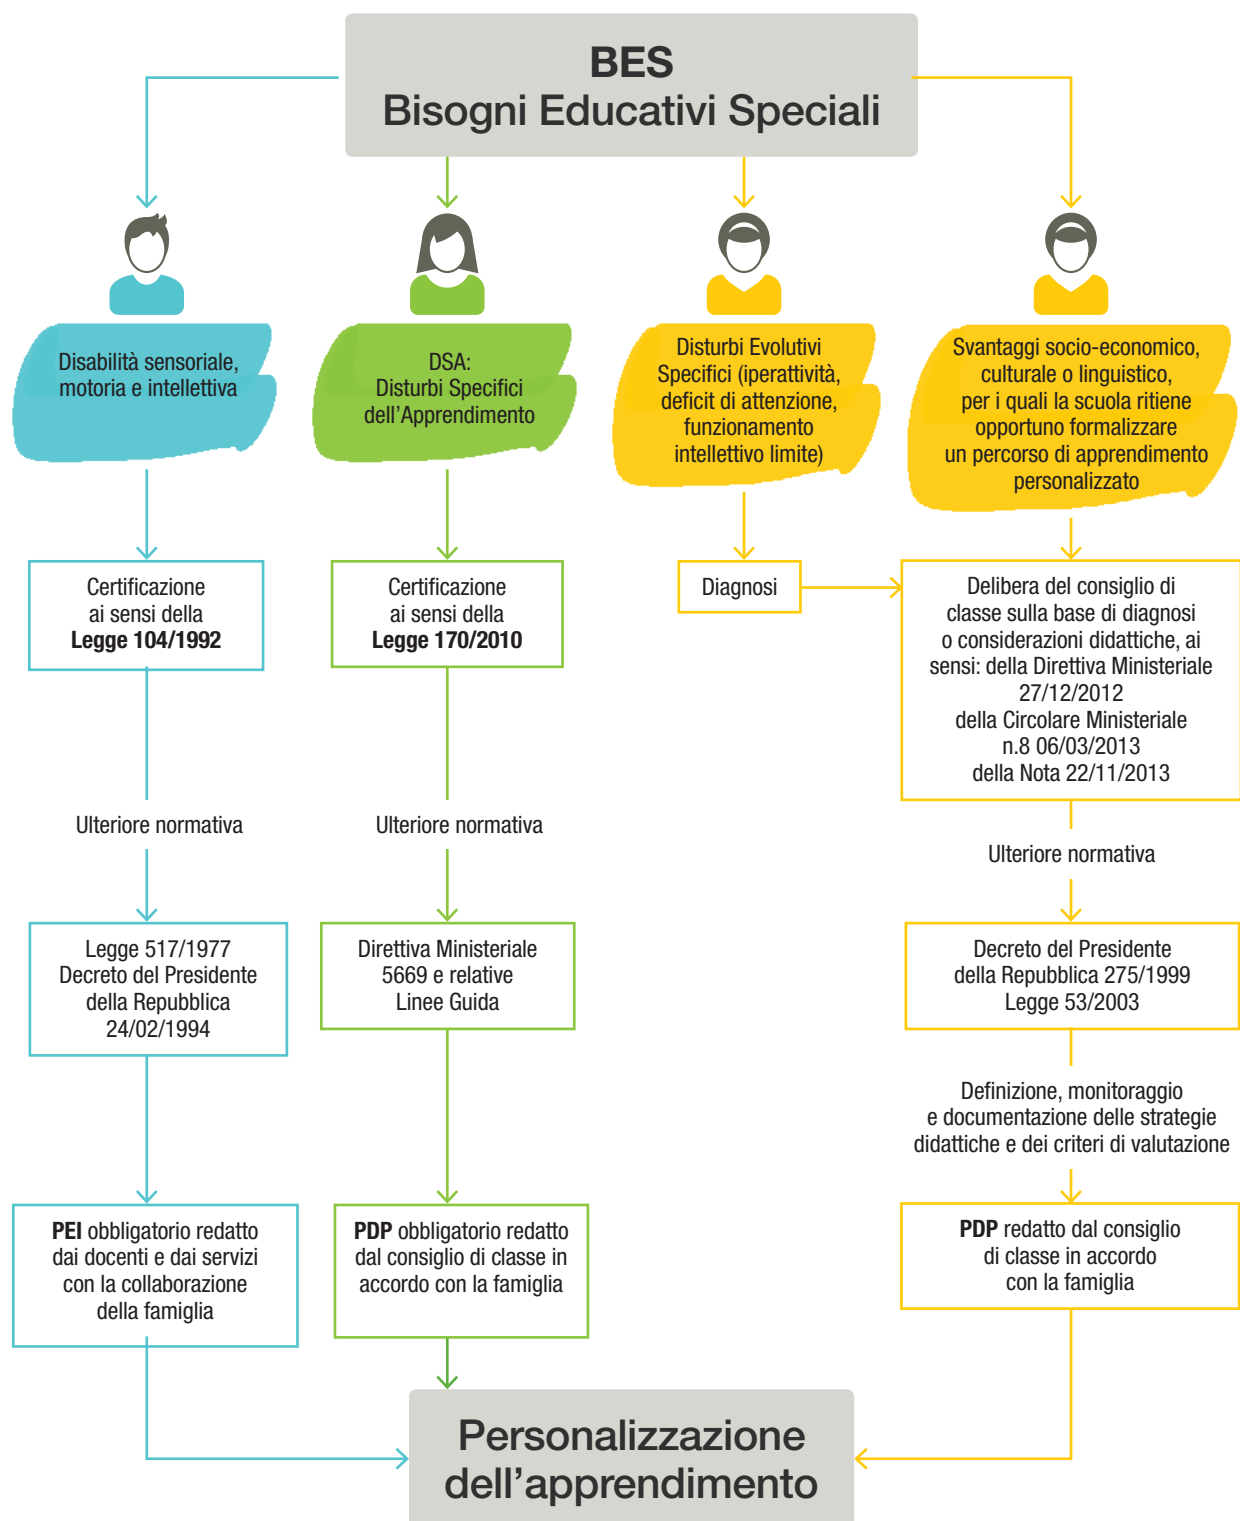 BES
Bisogni Educativi Speciali
Disabilità sensoriale,
motoria e intellettiva
DSA:
Disturbi Specifici
dell’Apprendimento
Disturbi Evolutivi
Specifici (iperattività,
deficit di attenzione,
funzionamento
intellettivo limite)
Svantaggi socio-economico,
culturale o linguistico,
per i quali la scuola ritiene
opportuno formalizzare
un percorso di apprendimento
personalizzato
Certificazione
ai sensi della
Legge 104/1992
Certificazione
ai sensi della
Legge 170/2010
Diagnosi
Delibera del consiglio di
classe sulla base di diagnosi
o considerazioni didattiche, ai
sensi: della Direttiva Ministeriale
27/12/2012
della Circolare Ministeriale
n.8 06/03/2013
della Nota 22/11/2013
Ulteriore normativa
Ulteriore normativa
Ulteriore normativa
Legge 517/1977
Decreto del Presidente
della Repubblica
24/02/1994
Direttiva Ministeriale
5669 e relative
Linee Guida
Decreto del Presidente
della Repubblica 275/1999
Legge 53/2003
Definizione, monitoraggio
e documentazione delle strategie
didattiche e dei criteri di valutazione
PEI obbligatorio redatto
dai docenti e dai servizi
con la collaborazione
della famiglia
PDP obbligatorio redatto
dal consiglio di classe in
accordo con la famiglia
PDP redatto dal consiglio
di classe in accordo
con la famiglia
Personalizzazione
dell’apprendimento